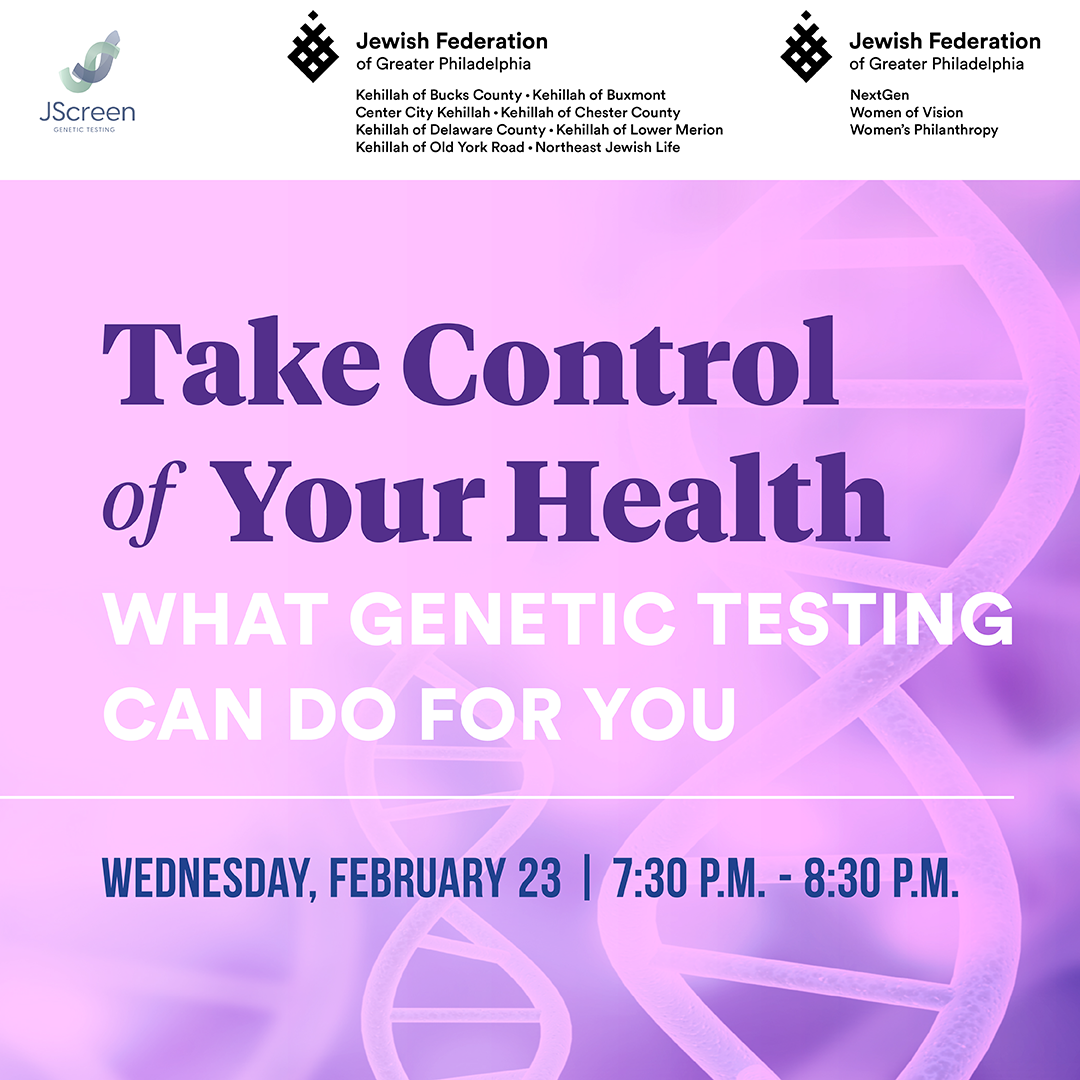 JScreen
GENETIC TESTING
Jewish Federation
of Greater Philadelphia
Kehillah of Bucks County • Kehillah of Buxmont
Center City Kehillah • Kehillah of Chester County
Kehillah of Delaware County • Kehillah of Lower Merion
Kehillah of Old York Road • Northeast Jewish Life
Jewish Federation
of Greater Philadelphia
NextGen
Women of Vision
Women's Philanthropy
Take Control
of Your Health
WHAT GENETIC TESTING
CAN DO FOR YOU
WEDNESDAY, FEBRUARY 23 | 7:30 P.M. - 8:30 P.M.